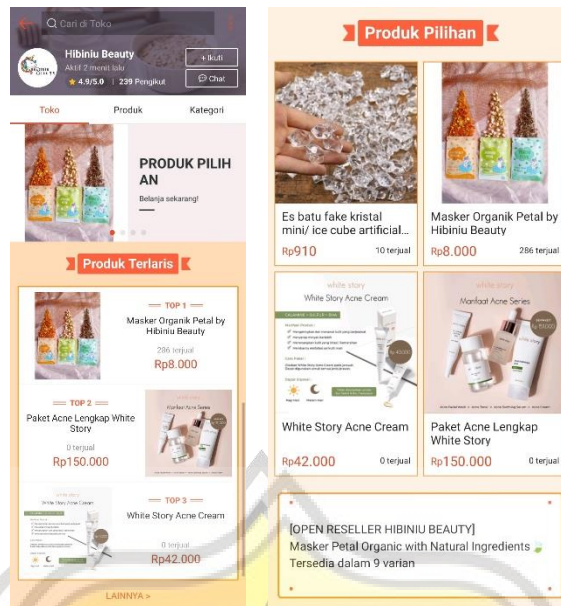 Cari di Toko
Hibiniu Beauty
Aktif 2 menit lalu
4.9/5.0 | 239 Pengikut
+ Ikuti
Chat
Toko
Produk
Kategori
PRODUK PILIH
AN
Belanja sekarang!
Produk Terlaris
TOP 1
Masker Organik Petal by
Hibiniu Beauty
286 terjual
Rp8.000
TOP 2
Paket Acne Lengkap White
Story
0 terjual
Rp150.000
Manfaat Acne Series
white story
White Story Acne Cream
TOP 3
White Story Acne Cream
0 terjual
Rp42.000
LAINNYA >
Produk Pilihan
Es batu fake kristal
mini/ ice cube artificial...
Rp910
10 terjual
Masker Organik Petal by
Hibiniu Beauty
Rp8.000
286 terjual
white story
White Story Acne Cream
White Story Acne Cream
Rp42.000
0 terjual
white story
Manfaat Acne Series
Paket Acne Lengkap
White Story
Rp150.000
0 terjual
[OPEN RESELLER HIBINIU BEAUTY]
Masker Petal Organic with Natural Ingredients
Tersedia dalam 9 varian